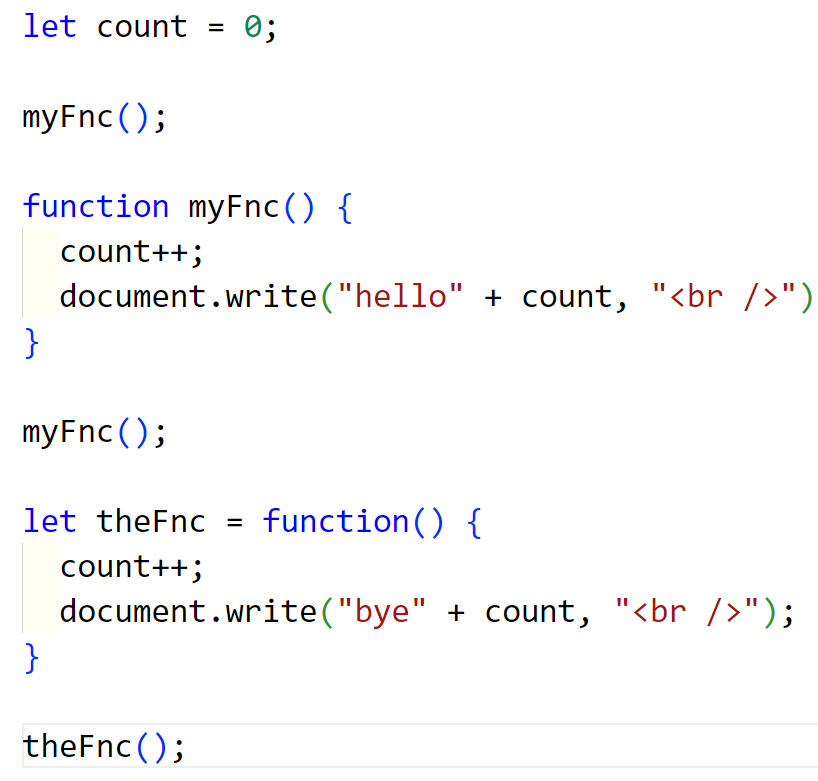 let count = 0;
myFnc();
function myFnc() {
count++;
document.write("hello" + count, "<br />")
}
myFnc();
let theFnc = function() {
count++;
document.write("bye" + count, "<br />");
}
theFnc();